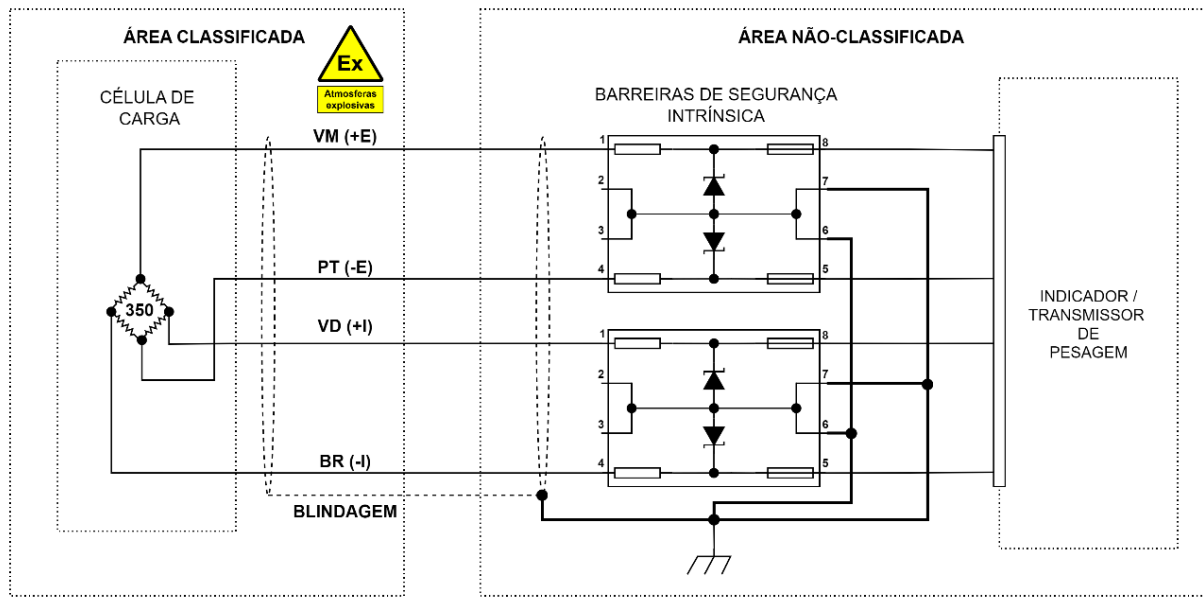 ÁREA CLASSIFICADA
Ex
Atmosferas
explosivas
CÉLULA DE
CARGA
VM (+E)
PT (-E)
350
VD (+I)
BR (-I)
BLINDAGEM
ÁREA NÃO-CLASSIFICADA
BARREIRAS DE SEGURANÇA
INTRÍNSICA
1
8
2
7
3
6
4
5
1
8
2
7
3
6
4
5
INDICADOR /
TRANSMISSOR
DE
PESAGEM